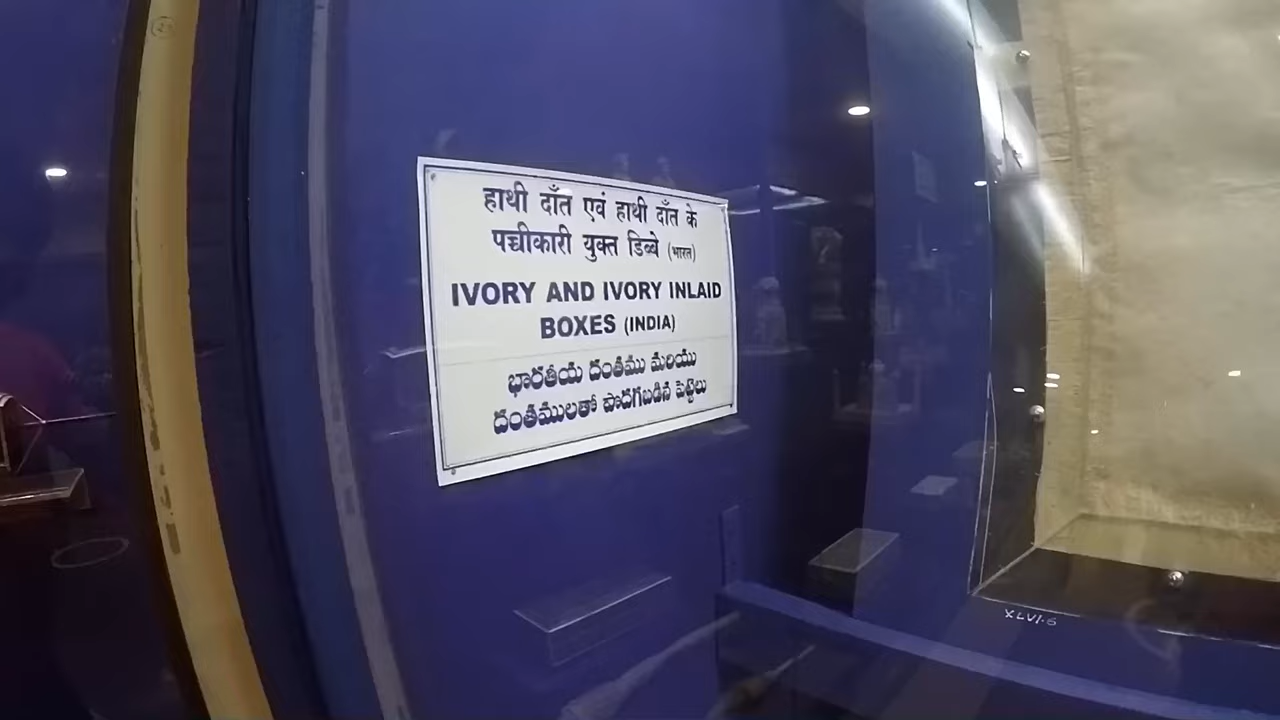 हाथी दाँत एवं हाथी दाँत के
पच्चीकारी युक्त डिब्बे (भारत)
IVORY AND IVORY INLAID
BOXES (INDIA)
భారతీయ దంతము మరియు
దంతములతో పొదగబడిన పెట్టెలు
XLVI-6